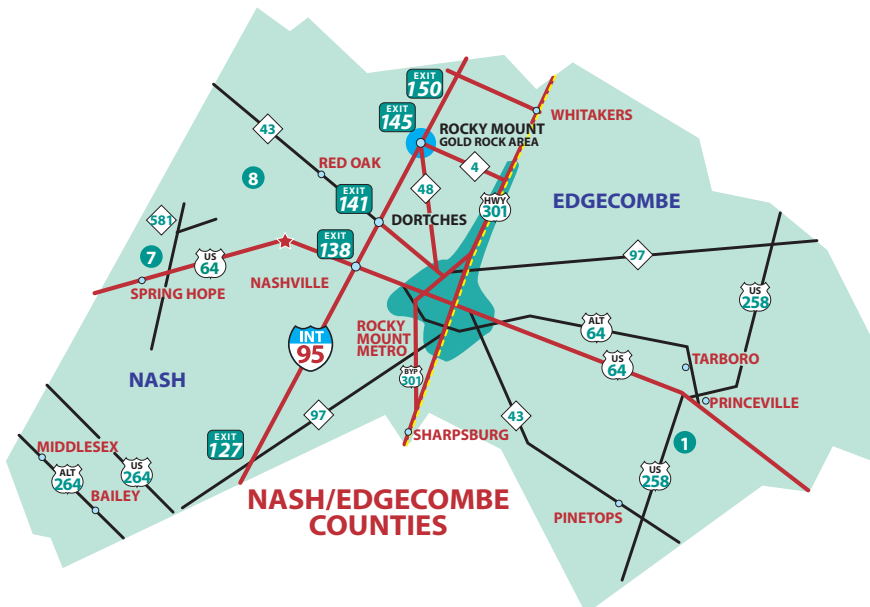 EXIT
150
EXIT
145
WHITAKERS
ROCKY MOUNT
GOLD ROCK AREA
43
4
RED OAK
8
48
EXIT
141
HWY
301
EDGECOMBE
581
DORTCHES
EXIT
138
7
US
64
97
NASHVILLE
SPRING HOPE
US
258
INT
95
ROCKY
MOUNT
METRO
ALT
64
US
64
TARBORO
NASH
BYP
301
PRINCEVILLE
97
43
SHARPSBURG
EXIT
127
1
MIDDLESEX
ALT
264
US
264
US
258
BAILEY
NASH/EDGECOMBE
COUNTIES
PINETOPS